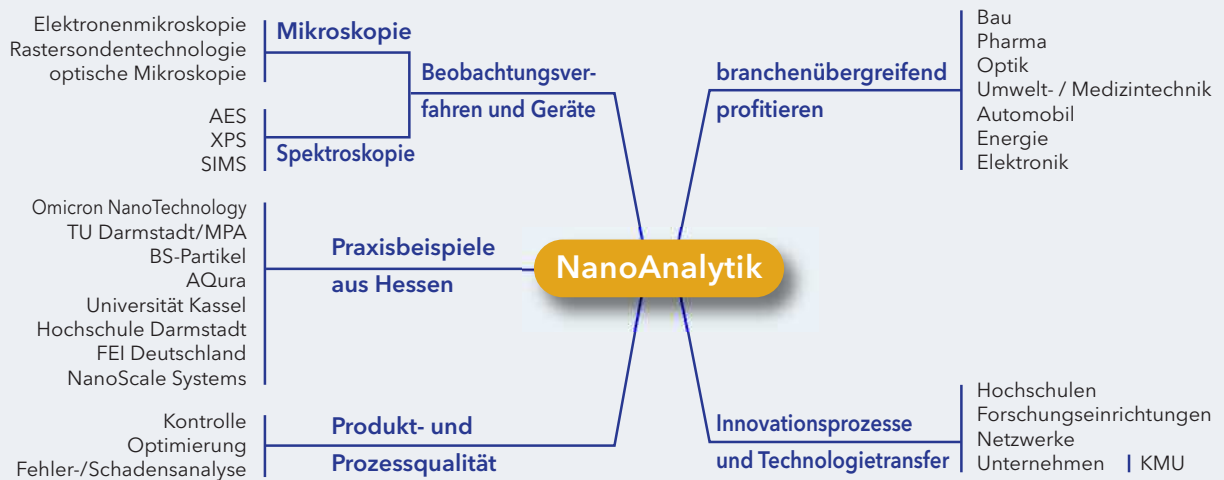 Elektronenmikroskopie
Rastersondentechnologie
optische Mikroskopie
Mikroskopie
AES
XPS
SIMS
Spektroskopie
Beobachtungsver-
fahren und Geräte
Omicron NanoTechnology
TU Darmstadt/MPA
BS-Partikel
AQura
Universität Kassel
Hochschule Darmstadt
FEI Deutschland
NanoScale Systems
Praxisbeispiele
aus Hessen
Kontrolle
Optimierung
Fehler-/Schadensanalyse
Produkt- und
Prozessqualität
NanoAnalytik
branchenübergreifend
profitieren
Bau
Pharma
Optik
Umwelt- / Medizintechnik
Automobil
Energie
Elektronik
Innovationsprozesse
und Technologietransfer
Hochschulen
Forschungseinrichtungen
Netzwerke
Unternehmen | KMU